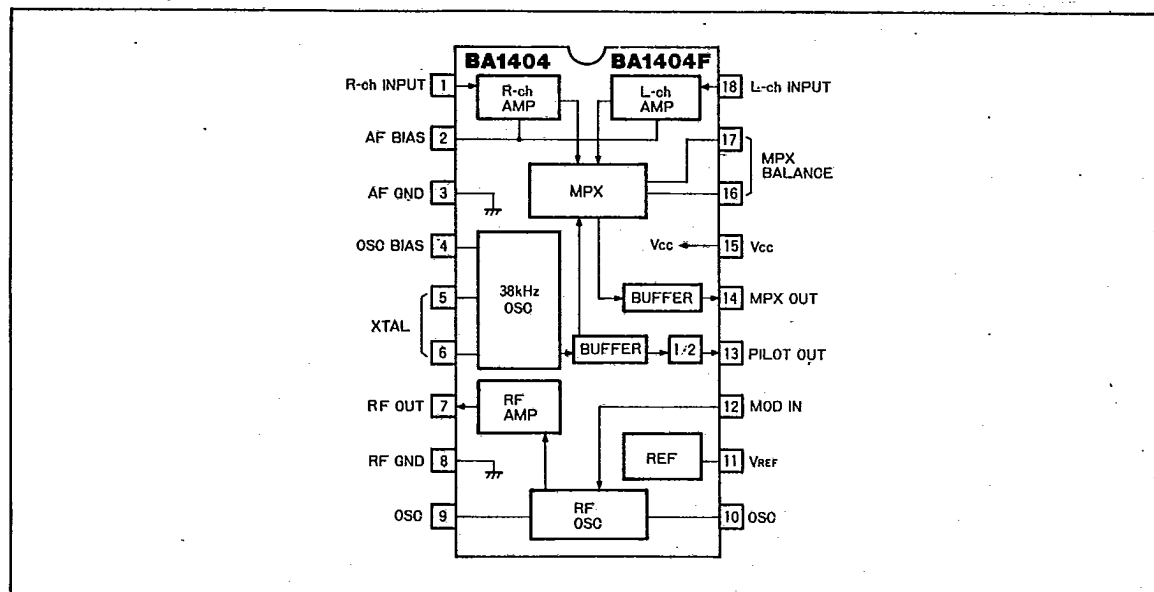 BA1404 BA1404F
R-ch INPUT 1
R-ch
AMP
L-ch
AMP
18 L-ch INPUT
AF BIAS 2
17
MPX
BALANCE
AF GND 3
MPX
16
OSC BIAS 4
Vcc 15 Vcc
5
XTAL
6
38kHz
OSC
BUFFER 14 MPX OUT
BUFFER 1/2 13 PILOT OUT
RF OUT 7
RF
AMP
12 MOD IN
RF GND 8
REF 11 VREF
OSC 9
RF
OSC
10 OSC